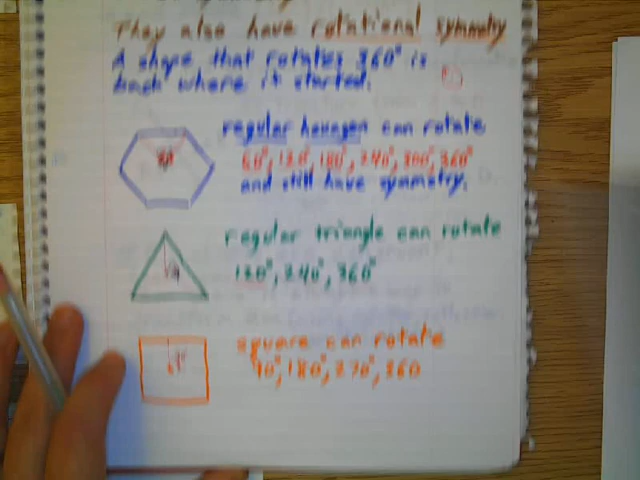 They also have rotational symmetry
A shape that rotates 360° is
back where it started.
regular hexagon can rotate
60°, 120°, 180°, 240°, 300°, 360°
and still have symmetry.
regular triangle can rotate
120°, 240°, 360°
square can rotate
90°, 180°, 270°, 360